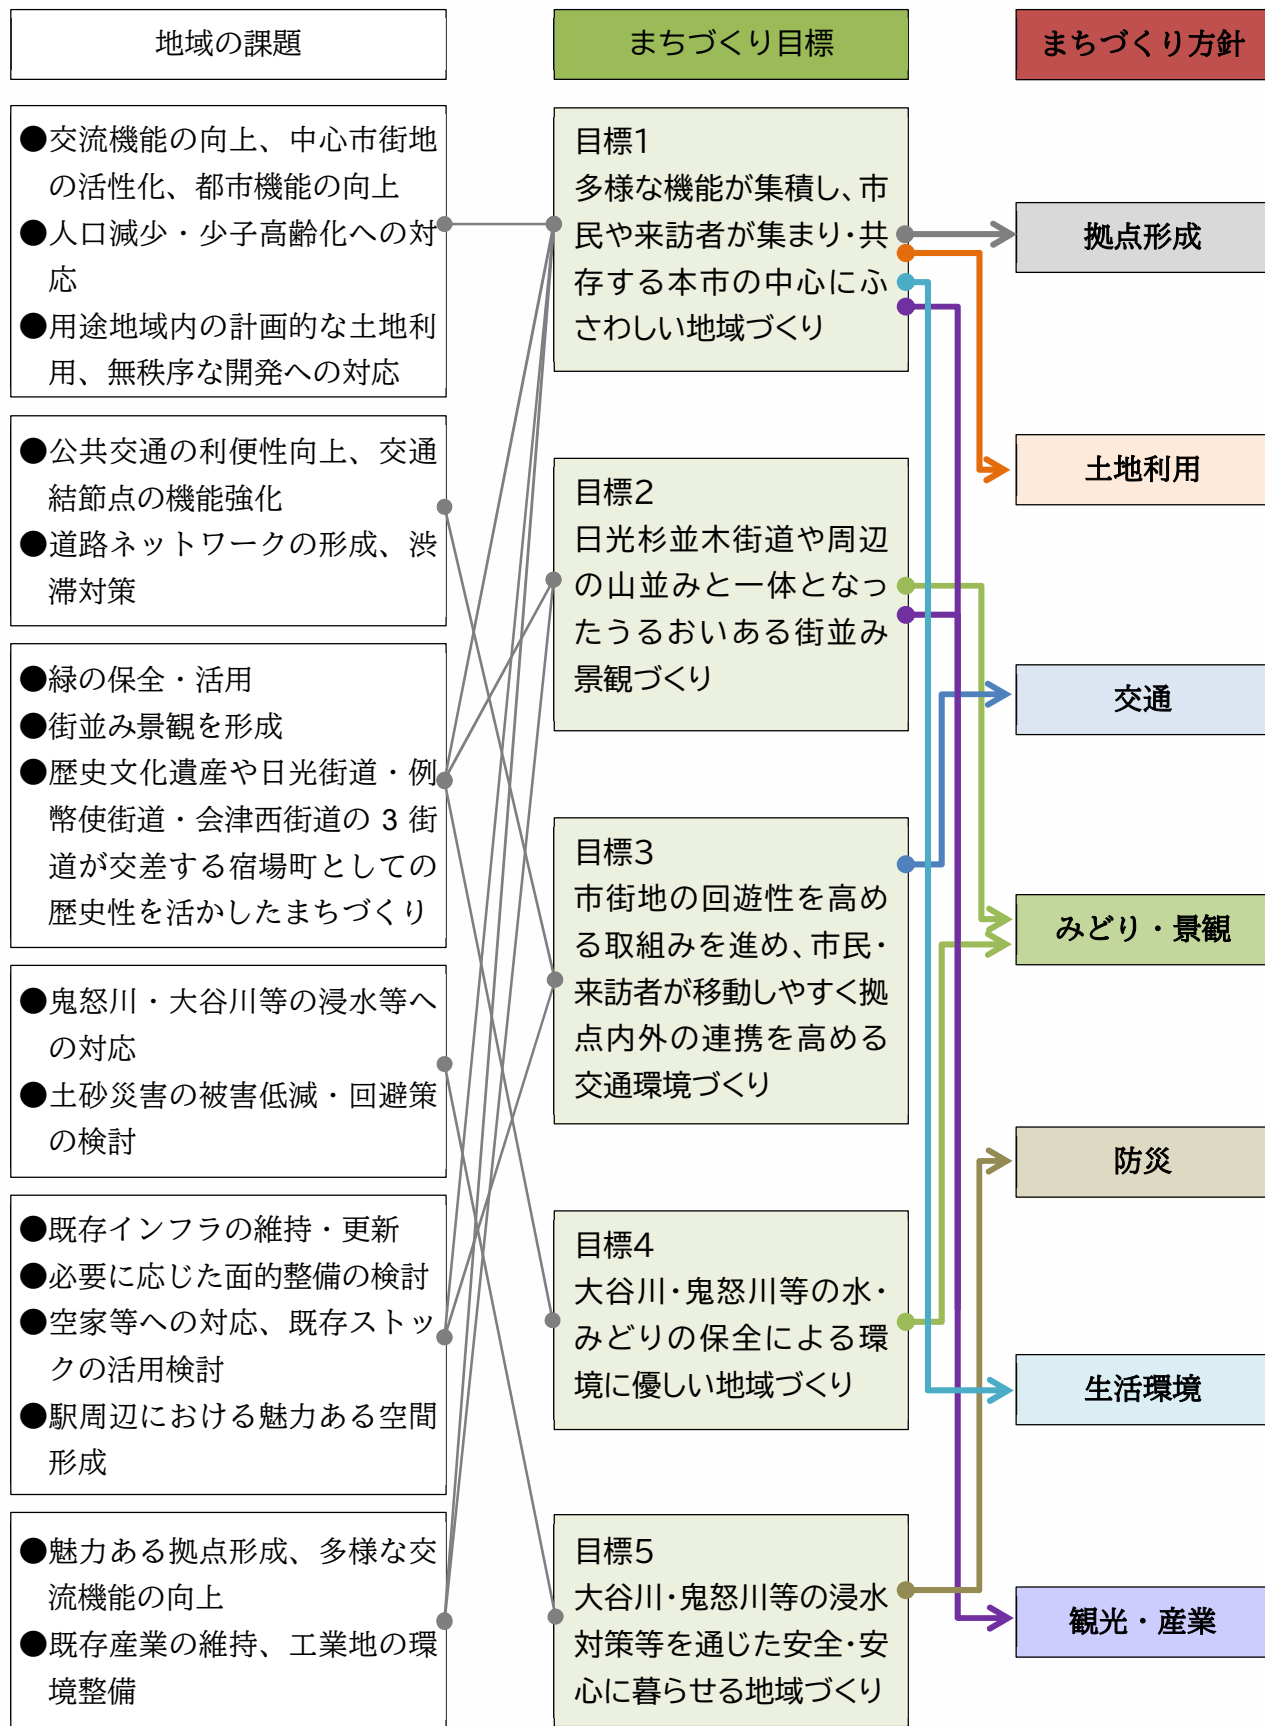 地域の課題
まちづくり目標
まちづくり方針
●交流機能の向上、中心市街地
の活性化、都市機能の向上
●人口減少・少子高齢化への対
応
●用途地域内の計画的な土地利
用、無秩序な開発への対応
●公共交通の利便性向上、交通
結節点の機能強化
●道路ネットワークの形成、渋
滞対策
●緑の保全・活用
●街並み景観を形成
●歴史文化遺産や日光街道・例
幣使街道・会津西街道の 3 街
道が交差する宿場町としての
歴史性を活かしたまちづくり
●鬼怒川・大谷川等の浸水等へ
の対応
●土砂災害の被害低減・回避策
の検討
●既存インフラの維持・更新
●必要に応じた面的整備の検討
●空家等への対応、既存ストッ
クの活用検討
●駅周辺における魅力ある空間
形成
●魅力ある拠点形成、多様な交
流機能の向上
●既存産業の維持、工業地の環
境整備
目標1
多様な機能が集積し、市
民や来訪者が集まり・共
存する本市の中心にふ
さわしい地域づくり
目標2
日光杉並木街道や周辺
の山並みと一体となっ
たうるおいある街並み
景観づくり
目標3
市街地の回遊性を高め
る取組みを進め、市民・
来訪者が移動しやすく拠
点内外の連携を高める
交通環境づくり
目標4
大谷川・鬼怒川等の水・
みどりの保全による環
境に優しい地域づくり
目標5
大谷川・鬼怒川等の浸水
対策等を通じた安全・安
心に暮らせる地域づくり
拠点形成
土地利用
交通
みどり・景観
防災
生活環境
観光・産業